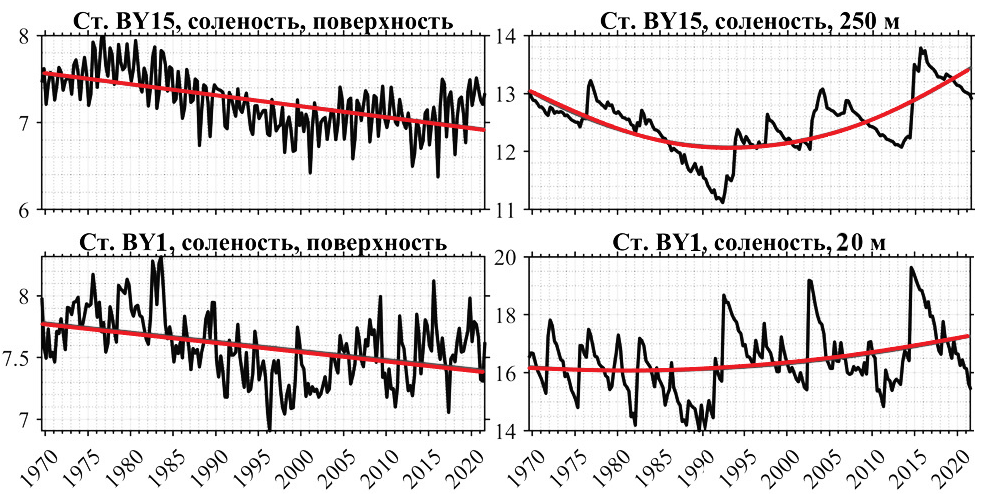 Ст. BY15, соленость, поверхность
8
7
6
Ст. BY15, соленость, 250 м
14
13
12
11
Ст. BY1, соленость, поверхность
8
7.5
7
1970 1975 1980 1985 1990 1995 2000 2005 2010 2015 2020
Ст. BY1, соленость, 20 м
20
18
16
14
1970 1975 1980 1985 1990 1995 2000 2005 2010 2015 2020